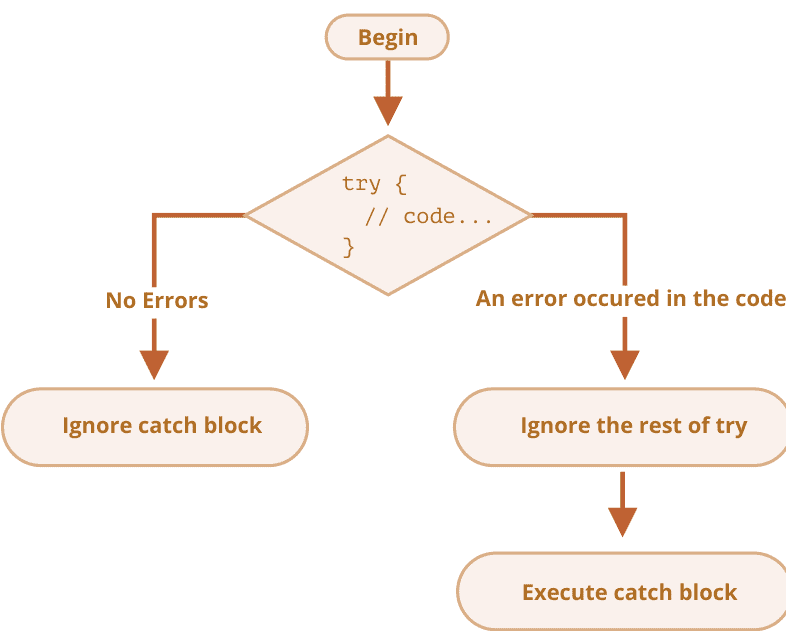 Begin
try {
// code...
}
No Errors
An error occured in the code
Ignore catch block
Ignore the rest of try
Execute catch block